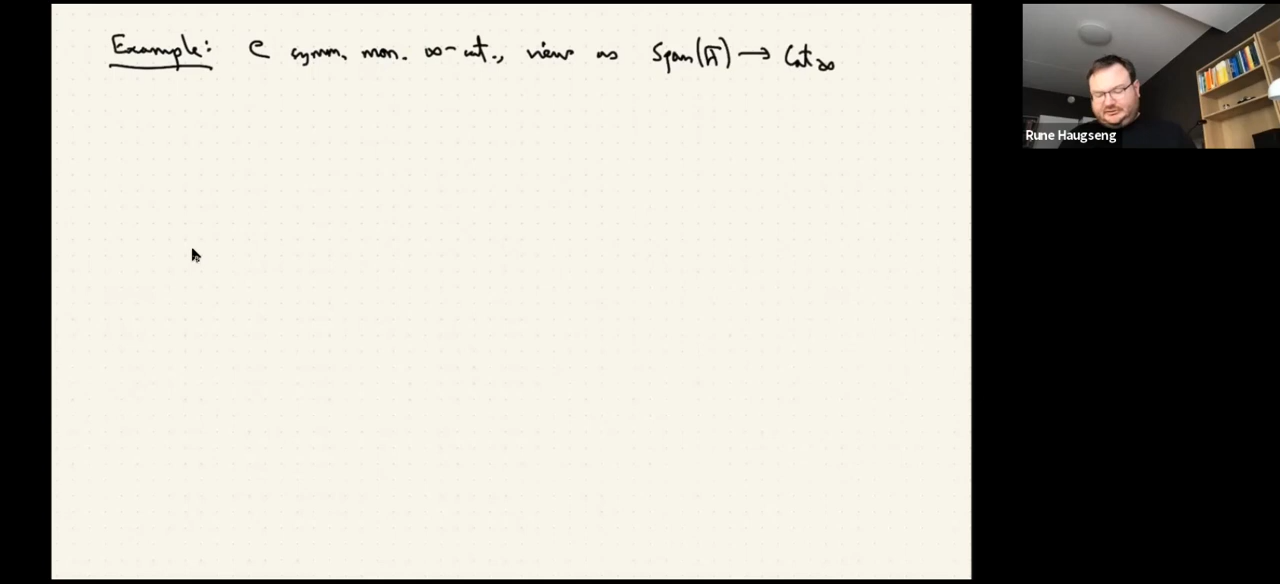 Example: C symm. mon. ∞-cat., view as Span(𝔽) → Cat∞
Rune Haugseng